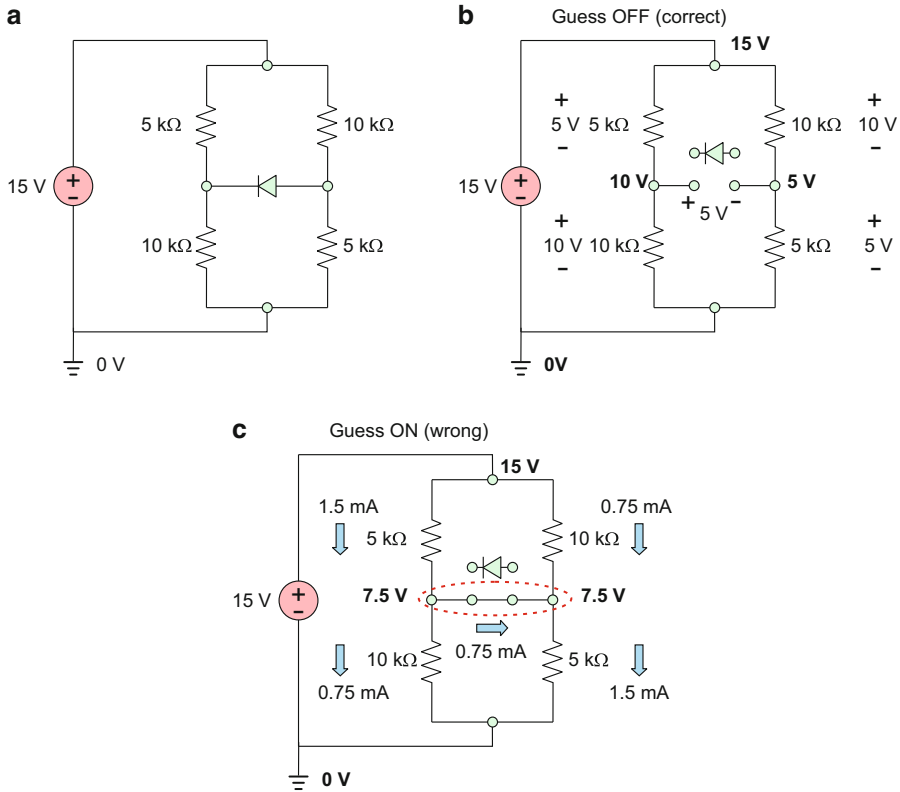 a
5 kΩ
10 kΩ
15 V
+
-
10 kΩ
5 kΩ
0 V
b
Guess OFF (correct)
15 V
+
5 V
-
5 kΩ
10 kΩ
+
10 V
-
15 V
+
-
10 V
5 V
+ 5 V -
+
10 V
-
10 kΩ
5 kΩ
+
5 V
-
0V
c
Guess ON (wrong)
15 V
1.5 mA
0.75 mA
5 kΩ
10 kΩ
15 V
+
-
7.5 V
7.5 V
0.75 mA
10 kΩ
5 kΩ
0.75 mA
1.5 mA
0 V